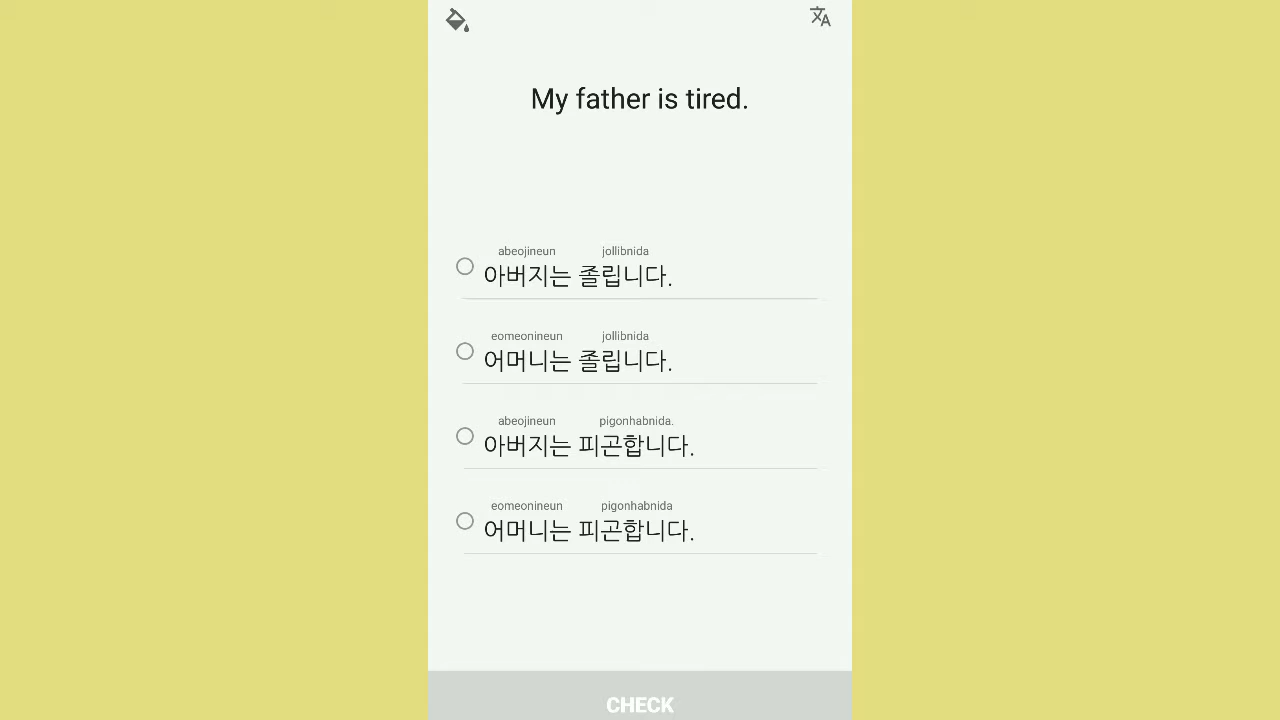 My father is tired.
abeojineun jollibnida
아버지는 졸립니다.
eomeonineun jollibnida
어머니는 졸립니다.
abeojineun pigonhabnida.
아버지는 피곤합니다.
eomeonineun pigonhabnida
어머니는 피곤합니다.
CHECK